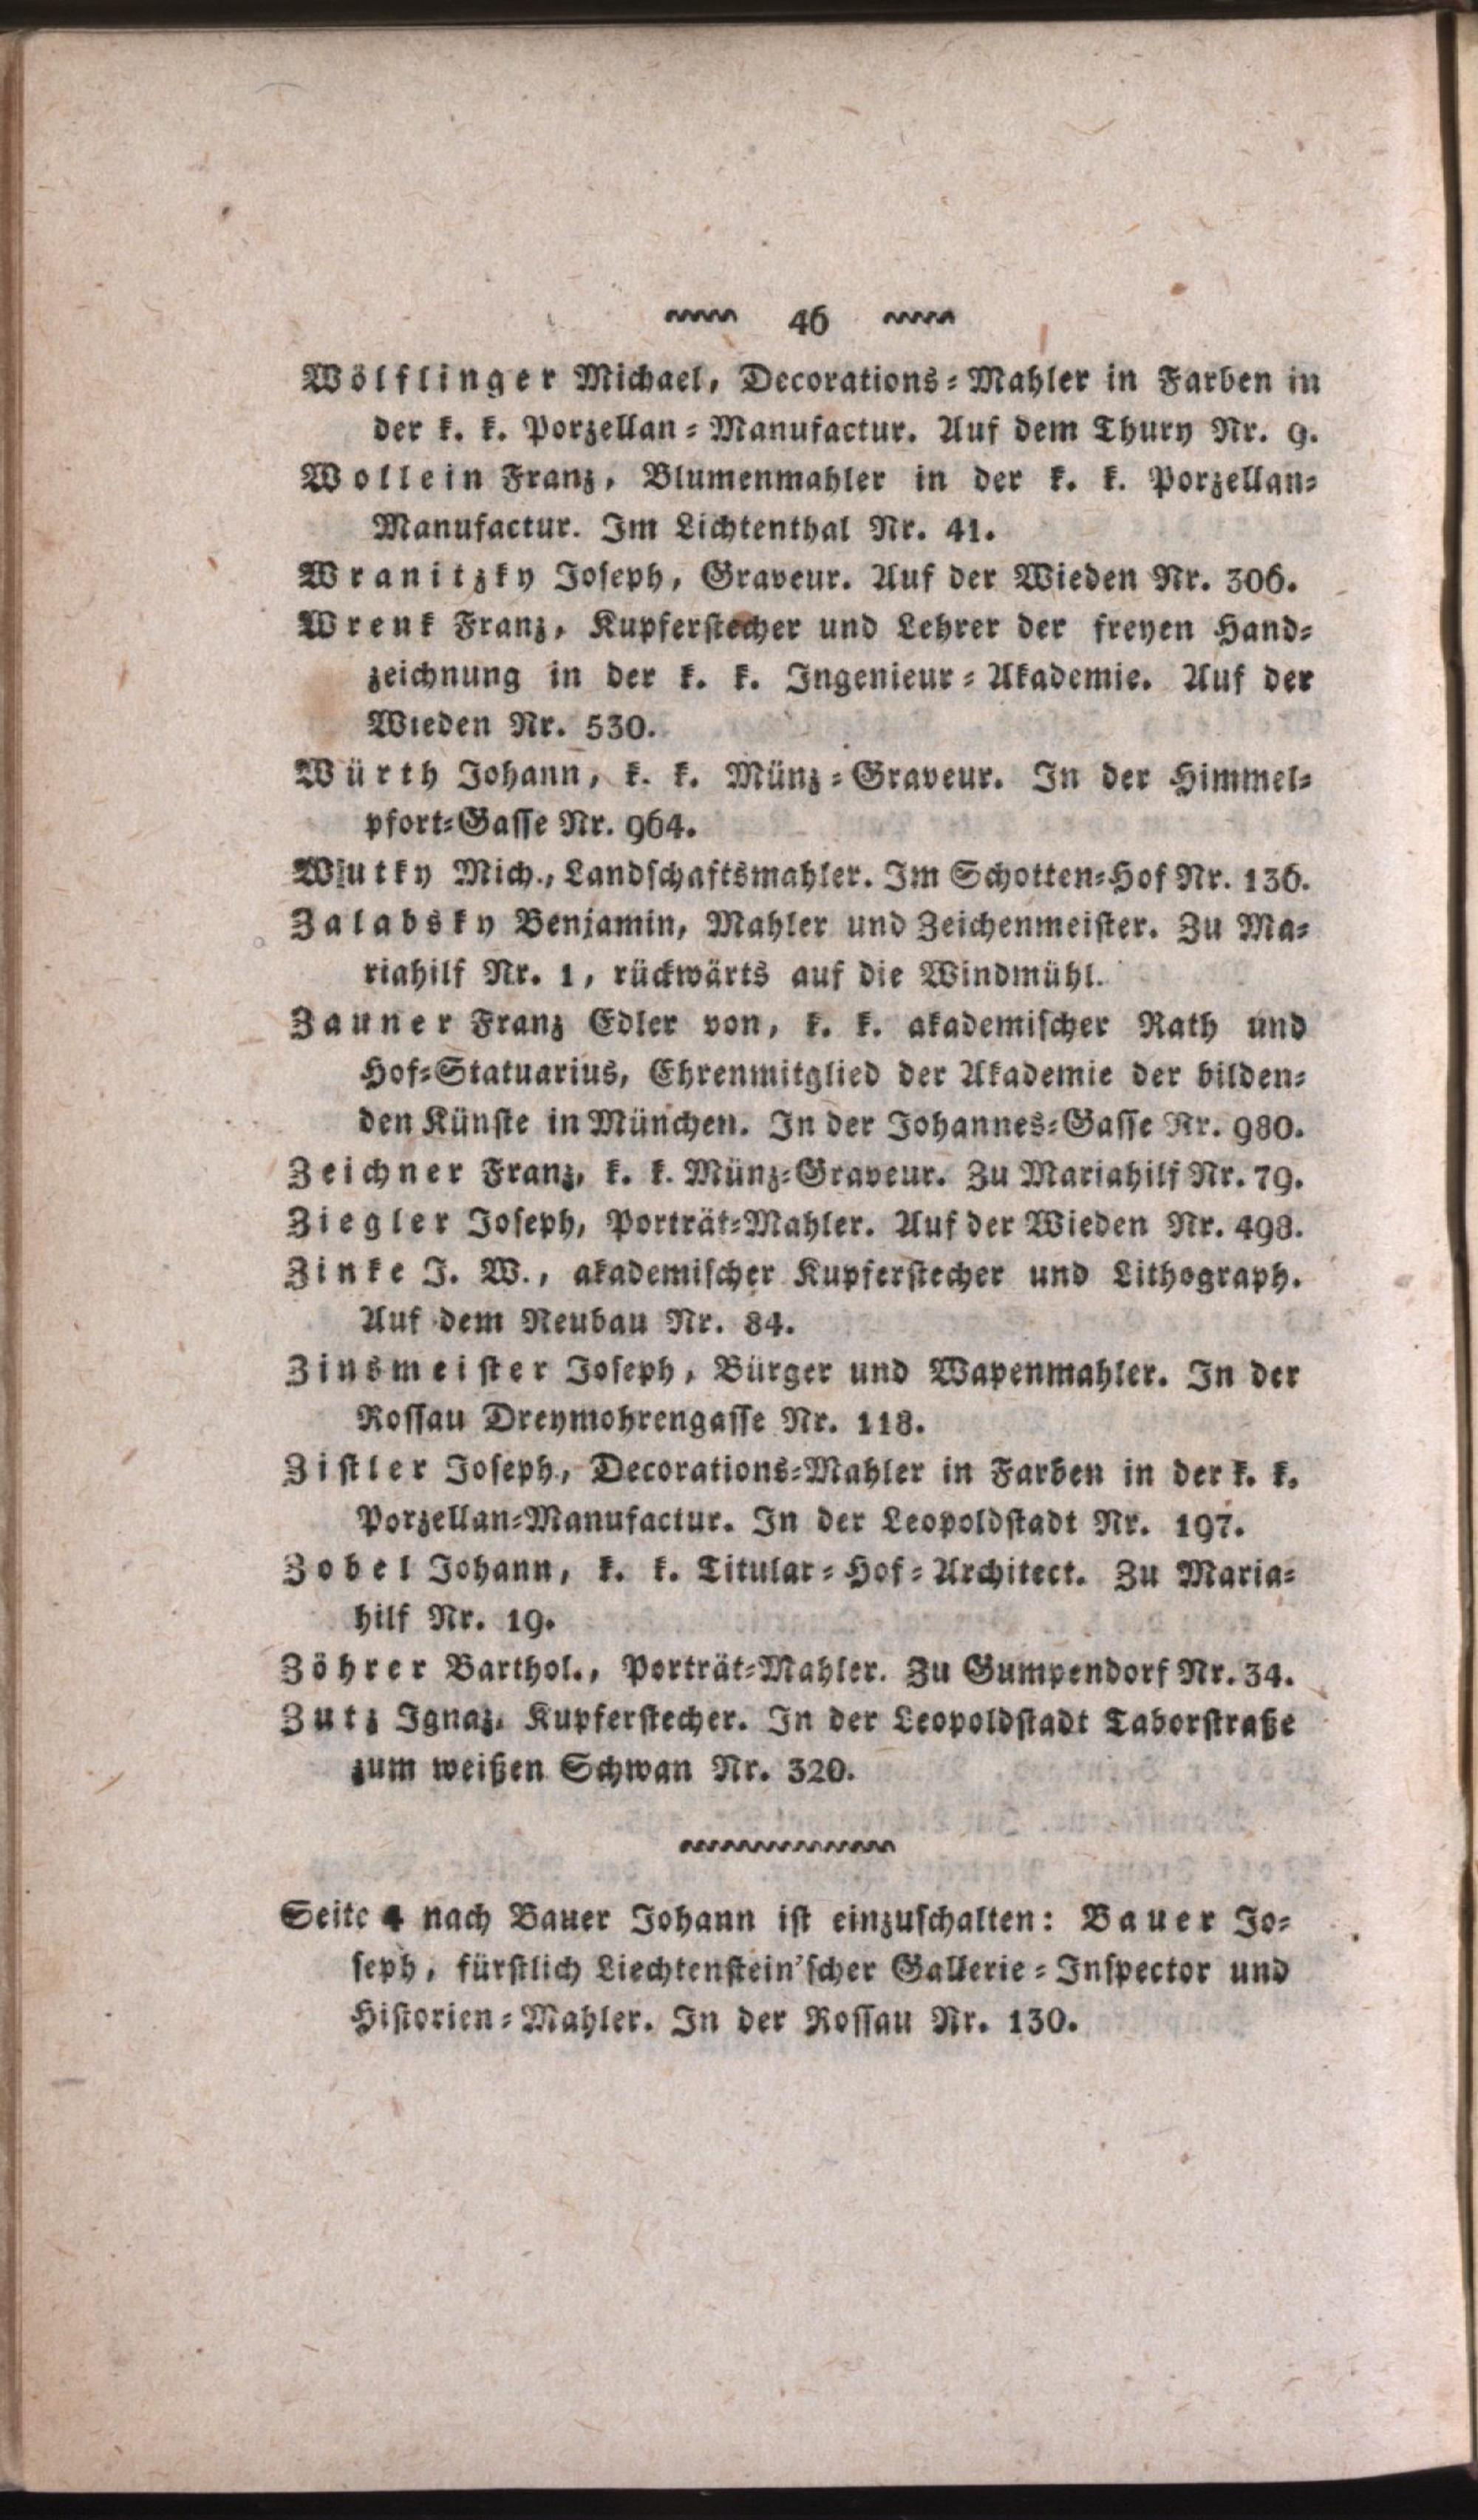 46
Wölflinger Michael, Decorations-Mahler in Farben in
der k. k. Porzellan-Manufactur. Auf dem Thury Nr. 9.
Wollein Franz, Blumenmahler in der k. k. Porzellan-
Manufactur. Im Lichtenthal Nr. 41.
Wranitzky Joseph, Graveur. Auf der Wieden Nr. 306.
Wrenk Franz, Kupferstecher und Lehrer der freyen Hand-
zeichnung in der k. k. Ingenieur-Akademie. Auf der
Wieden Nr. 530.
Würth Johann, k. k. Münz-Graveur. In der Himmel-
pfort-Gasse Nr. 964.
Wutky Mich., Landschaftsmahler. Im Schotten-Hof Nr. 136.
Zalabsky Benjamin, Mahler und Zeichenmeister. Zu Ma-
riahilf Nr. 1, rückwärts auf die Windmühl.
Zauner Franz Edler von, k. k. akademischer Rath und
Hof-Statuarius, Ehrenmitglied der Akademie der bilden-
den Künste in München. In der Johannes-Gasse Nr. 980.
Zeichner Franz, k. k. Münz-Graveur. Zu Mariahilf Nr. 79.
Ziegler Joseph, Porträt-Mahler. Auf der Wieden Nr. 498.
Zinke J. W., akademischer Kupferstecher und Lithograph.
Auf dem Neubau Nr. 84.
Zinsmeister Joseph, Bürger und Wapenmahler. In der
Rossau Dreymohrengasse Nr. 118.
Zistler Joseph, Decorations-Mahler in Farben in der k. k.
Porzellan-Manufactur. In der Leopoldstadt Nr. 197.
Zobel Johann, k. k. Titular-Hof-Architect. Zu Maria-
hilf Nr. 19.
Zöhrer Barthol., Porträt-Mahler. Zu Gumpendorf Nr. 34.
Zutz Ignaz, Kupferstecher. In der Leopoldstadt Taborstraße
zum weißen Schwan Nr. 320.
Seite 4 nach Bauer Johann ist einzuschalten: Bauer Jo-
seph, fürstlich Liechtenstein'scher Gallerie-Inspector und
Historien-Mahler. In der Rossau Nr. 130.